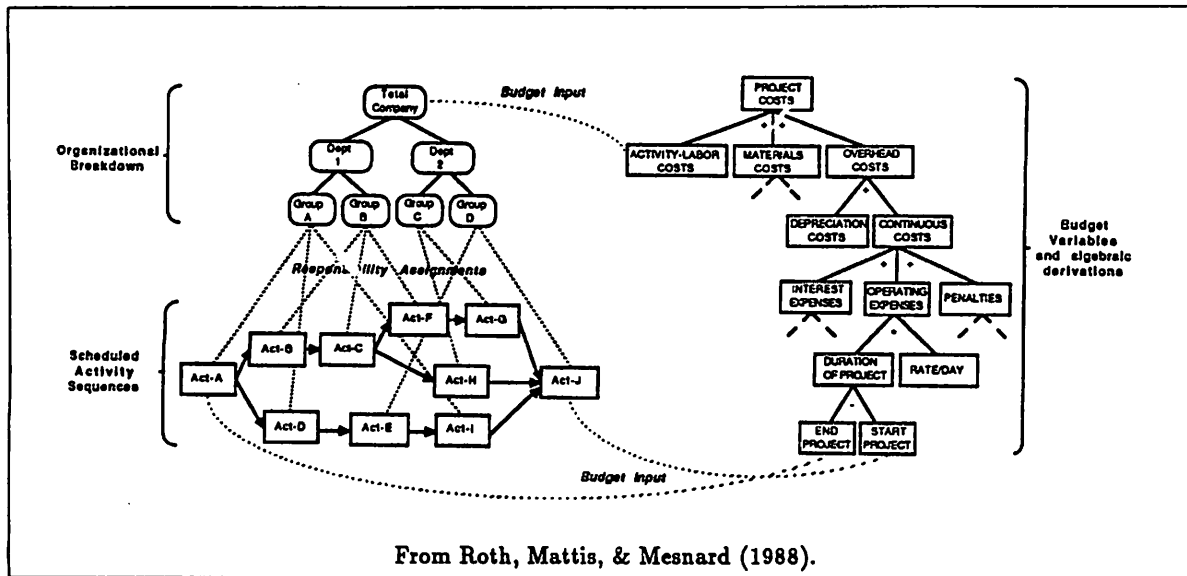 Total
Company
Budget Input
PROJECT
COSTS
Organizational
Breakdown
Dept
1
Dept
2
ACTIVITY-LABOR
COSTS
MATERIALS
COSTS
OVERHEAD
COSTS
Group
A
Group
B
Group
C
Group
D
DEPRECIATION
COSTS
CONTINUOUS
COSTS
Budget
Variables
and algebraic
derivations
Responsibility Assignments
INTEREST
EXPENSES
OPERATING
EXPENSES
PENALTIES
Scheduled
Activity
Sequences
Act-F
Act-G
Act-B
Act-C
Act-A
Act-H
Act-J
Act-D
Act-E
Act-I
DURATION
OF PROJECT
RATE/DAY
END
PROJECT
START
PROJECT
Budget Input
From Roth, Mattis, & Mesnard (1988).